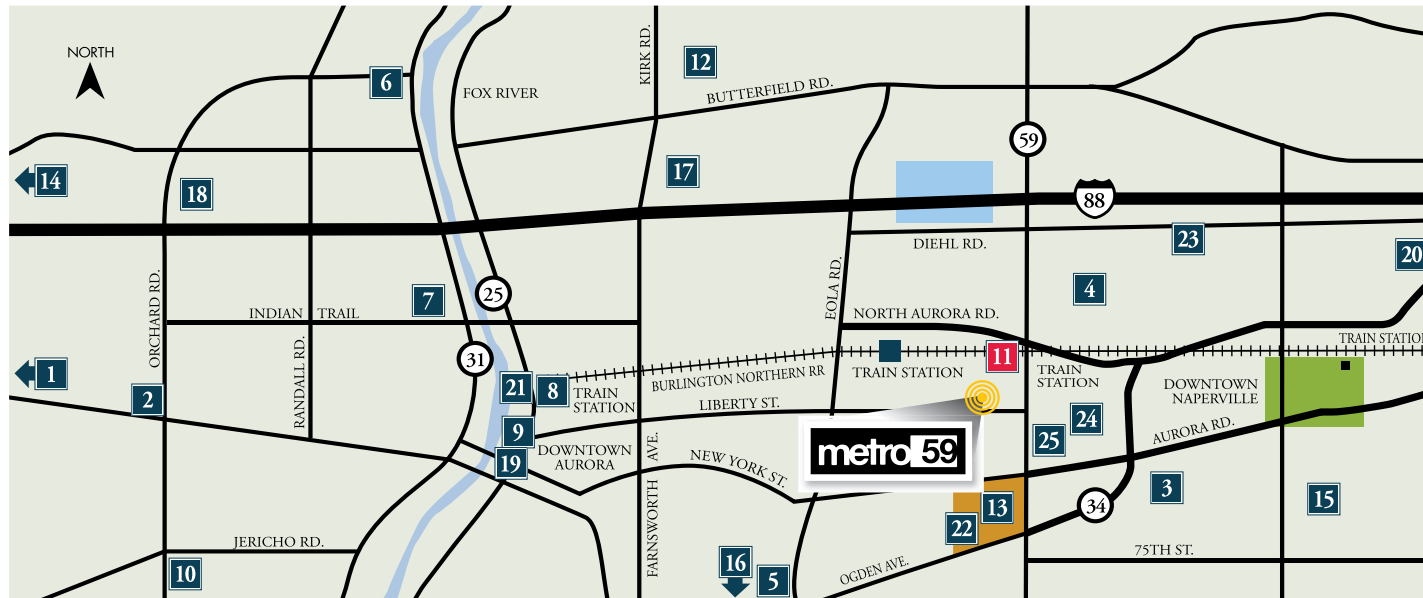 NORTH
6
FOX RIVER
KIRK RD.
12
BUTTERFIELD RD.
59
14
18
17
88
DIEHL RD.
23
20
ORCHARD RD.
7
25
EOLA RD.
4
INDIAN TRAIL
NORTH AURORA RD.
RANDALL RD.
31
1
2
21
8
TRAIN
STATION
BURLINGTON NORTHERN RR
TRAIN STATION
11
TRAIN
STATION
TRAIN STATIO
DOWNTOWN
NAPERVILLE
LIBERTY ST.
9
19
DOWNTOWN
AURORA
FARNSWORTH AVE.
NEW YORK ST.
metro 59
24
25
AURORA RD.
3
15
13
22
34
JERICHO RD.
10
16
5
OGDEN AVE.
75TH ST.